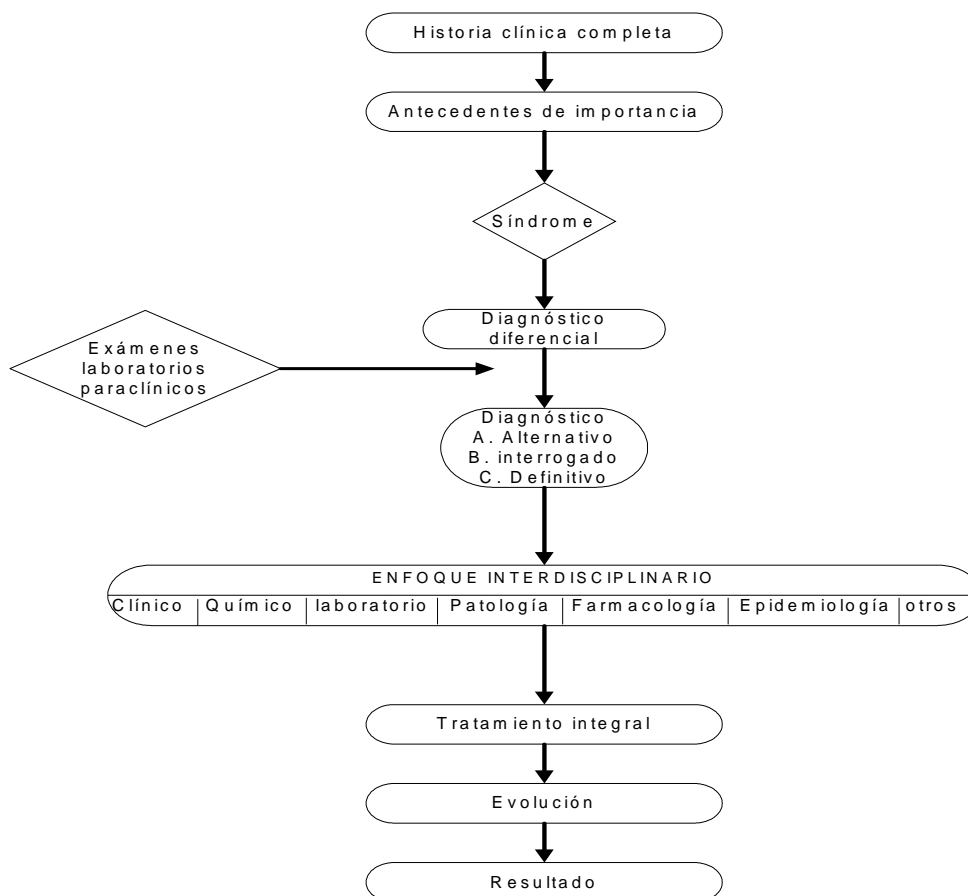 Historia clínica completa
Antecedentes de importancia
Síndrome
Diagnóstico
diferencial
Exámenes
laboratorios
paraclínicos
Diagnóstico
A. Alternativo
B. interrogado
C. Definitivo
ENFOQUE INTERDISCIPLINARIO
Clínico Químico laboratorio Patología Farmacología Epidemiología otros
Tratamiento integral
Evolución
Resultado